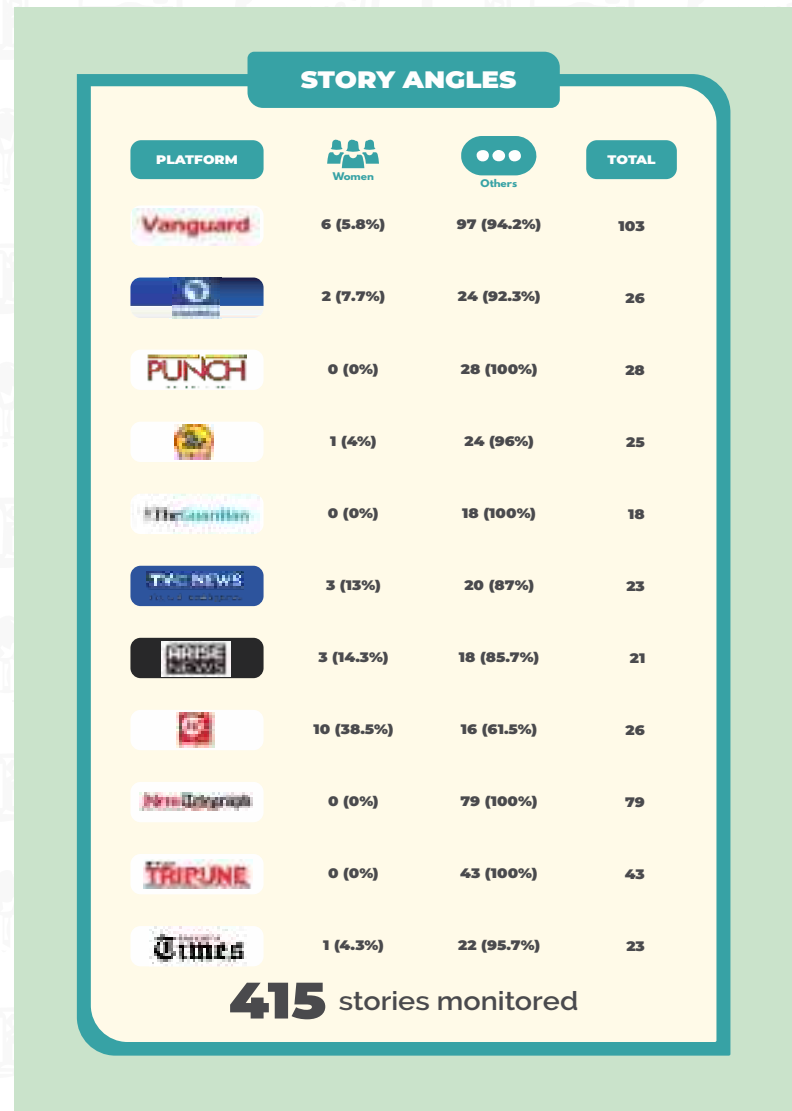 STORY ANGLES
PLATFORM Women Others TOTAL
Vanguard 6 (5.8%) 97 (94.2%) 103
2 (7.7%) 24 (92.3%) 26
PUNCH 0 (0%) 28 (100%) 28
1 (4%) 24 (96%) 25
TheGuardian 0 (0%) 18 (100%) 18
TVC NEWS 3 (13%) 20 (87%) 23
ARISE NEWS 3 (14.3%) 18 (85.7%) 21
10 (38.5%) 16 (61.5%) 26
New Telegraph 0 (0%) 79 (100%) 79
TRIBUNE 0 (0%) 43 (100%) 43
Times 1 (4.3%) 22 (95.7%) 23
415 stories monitored